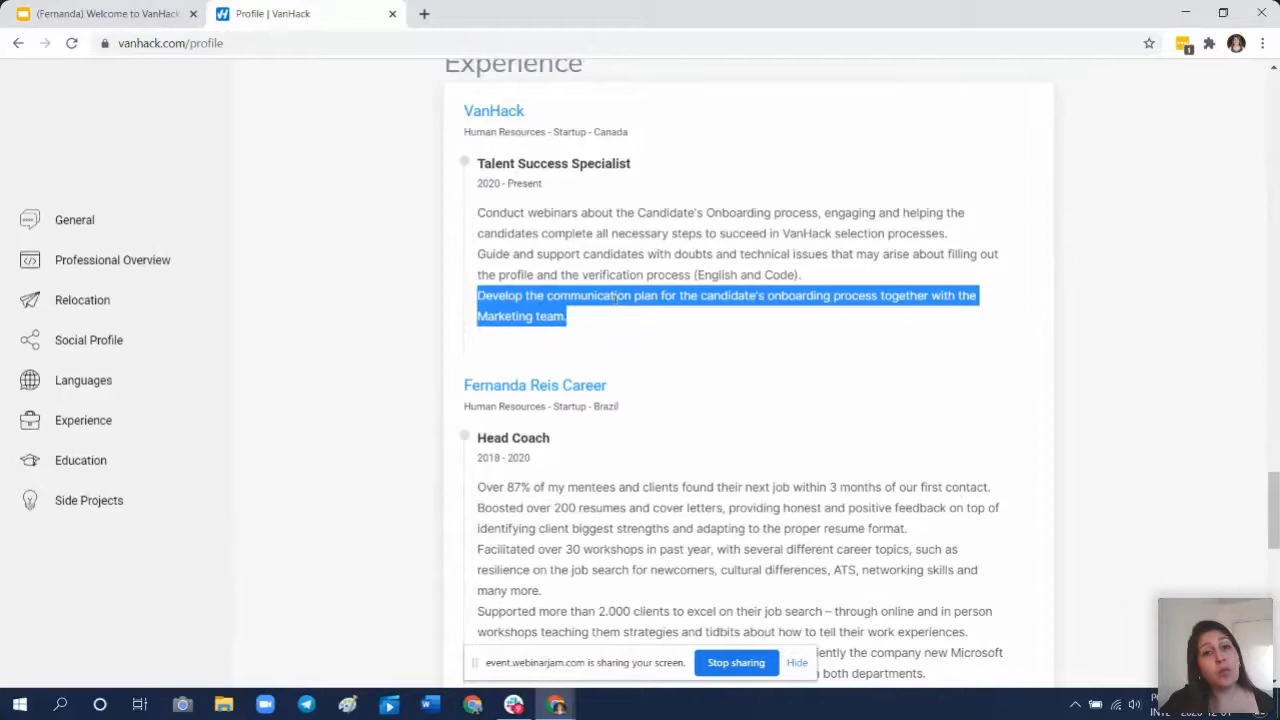 (Fernanda) Welcome to VanHack
Profile | VanHack
vanhack.com/profile
1
Experience
VanHack
Human Resources - Startup - Canada
Talent Success Specialist
2020 - Present
Conduct webinars about the Candidate's Onboarding process, engaging and helping the
candidates complete all necessary steps to succeed in VanHack selection processes.
Guide and support candidates with doubts and technical issues that may arise about filling out
the profile and the verification process (English and Code).
Develop the communication plan for the candidate's onboarding process together with the
Marketing team.
General
Professional Overview
Relocation
Social Profile
Languages
Experience
Education
Side Projects
Fernanda Reis Career
Human Resources - Startup - Brazil
Head Coach
2018 - 2020
Over 87% of my mentees and clients found their next job within 3 months of our first contact.
Boosted over 200 resumes and cover letters, providing honest and positive feedback on top of
identifying client biggest strengths and adapting to the proper resume format.
Facilitated over 30 workshops in past year, with several different career topics, such as
resilience on the job search for newcomers, cultural differences, ATS, networking skills and
many more.
Supported more than 2.000 clients to excel on their job search – through online and in person
workshops teaching them strategies and tidbits about how to tell their work experiences.
the company new Microsoft
both departments.
event.webinarjam.com is sharing your screen.
Stop sharing
Hide